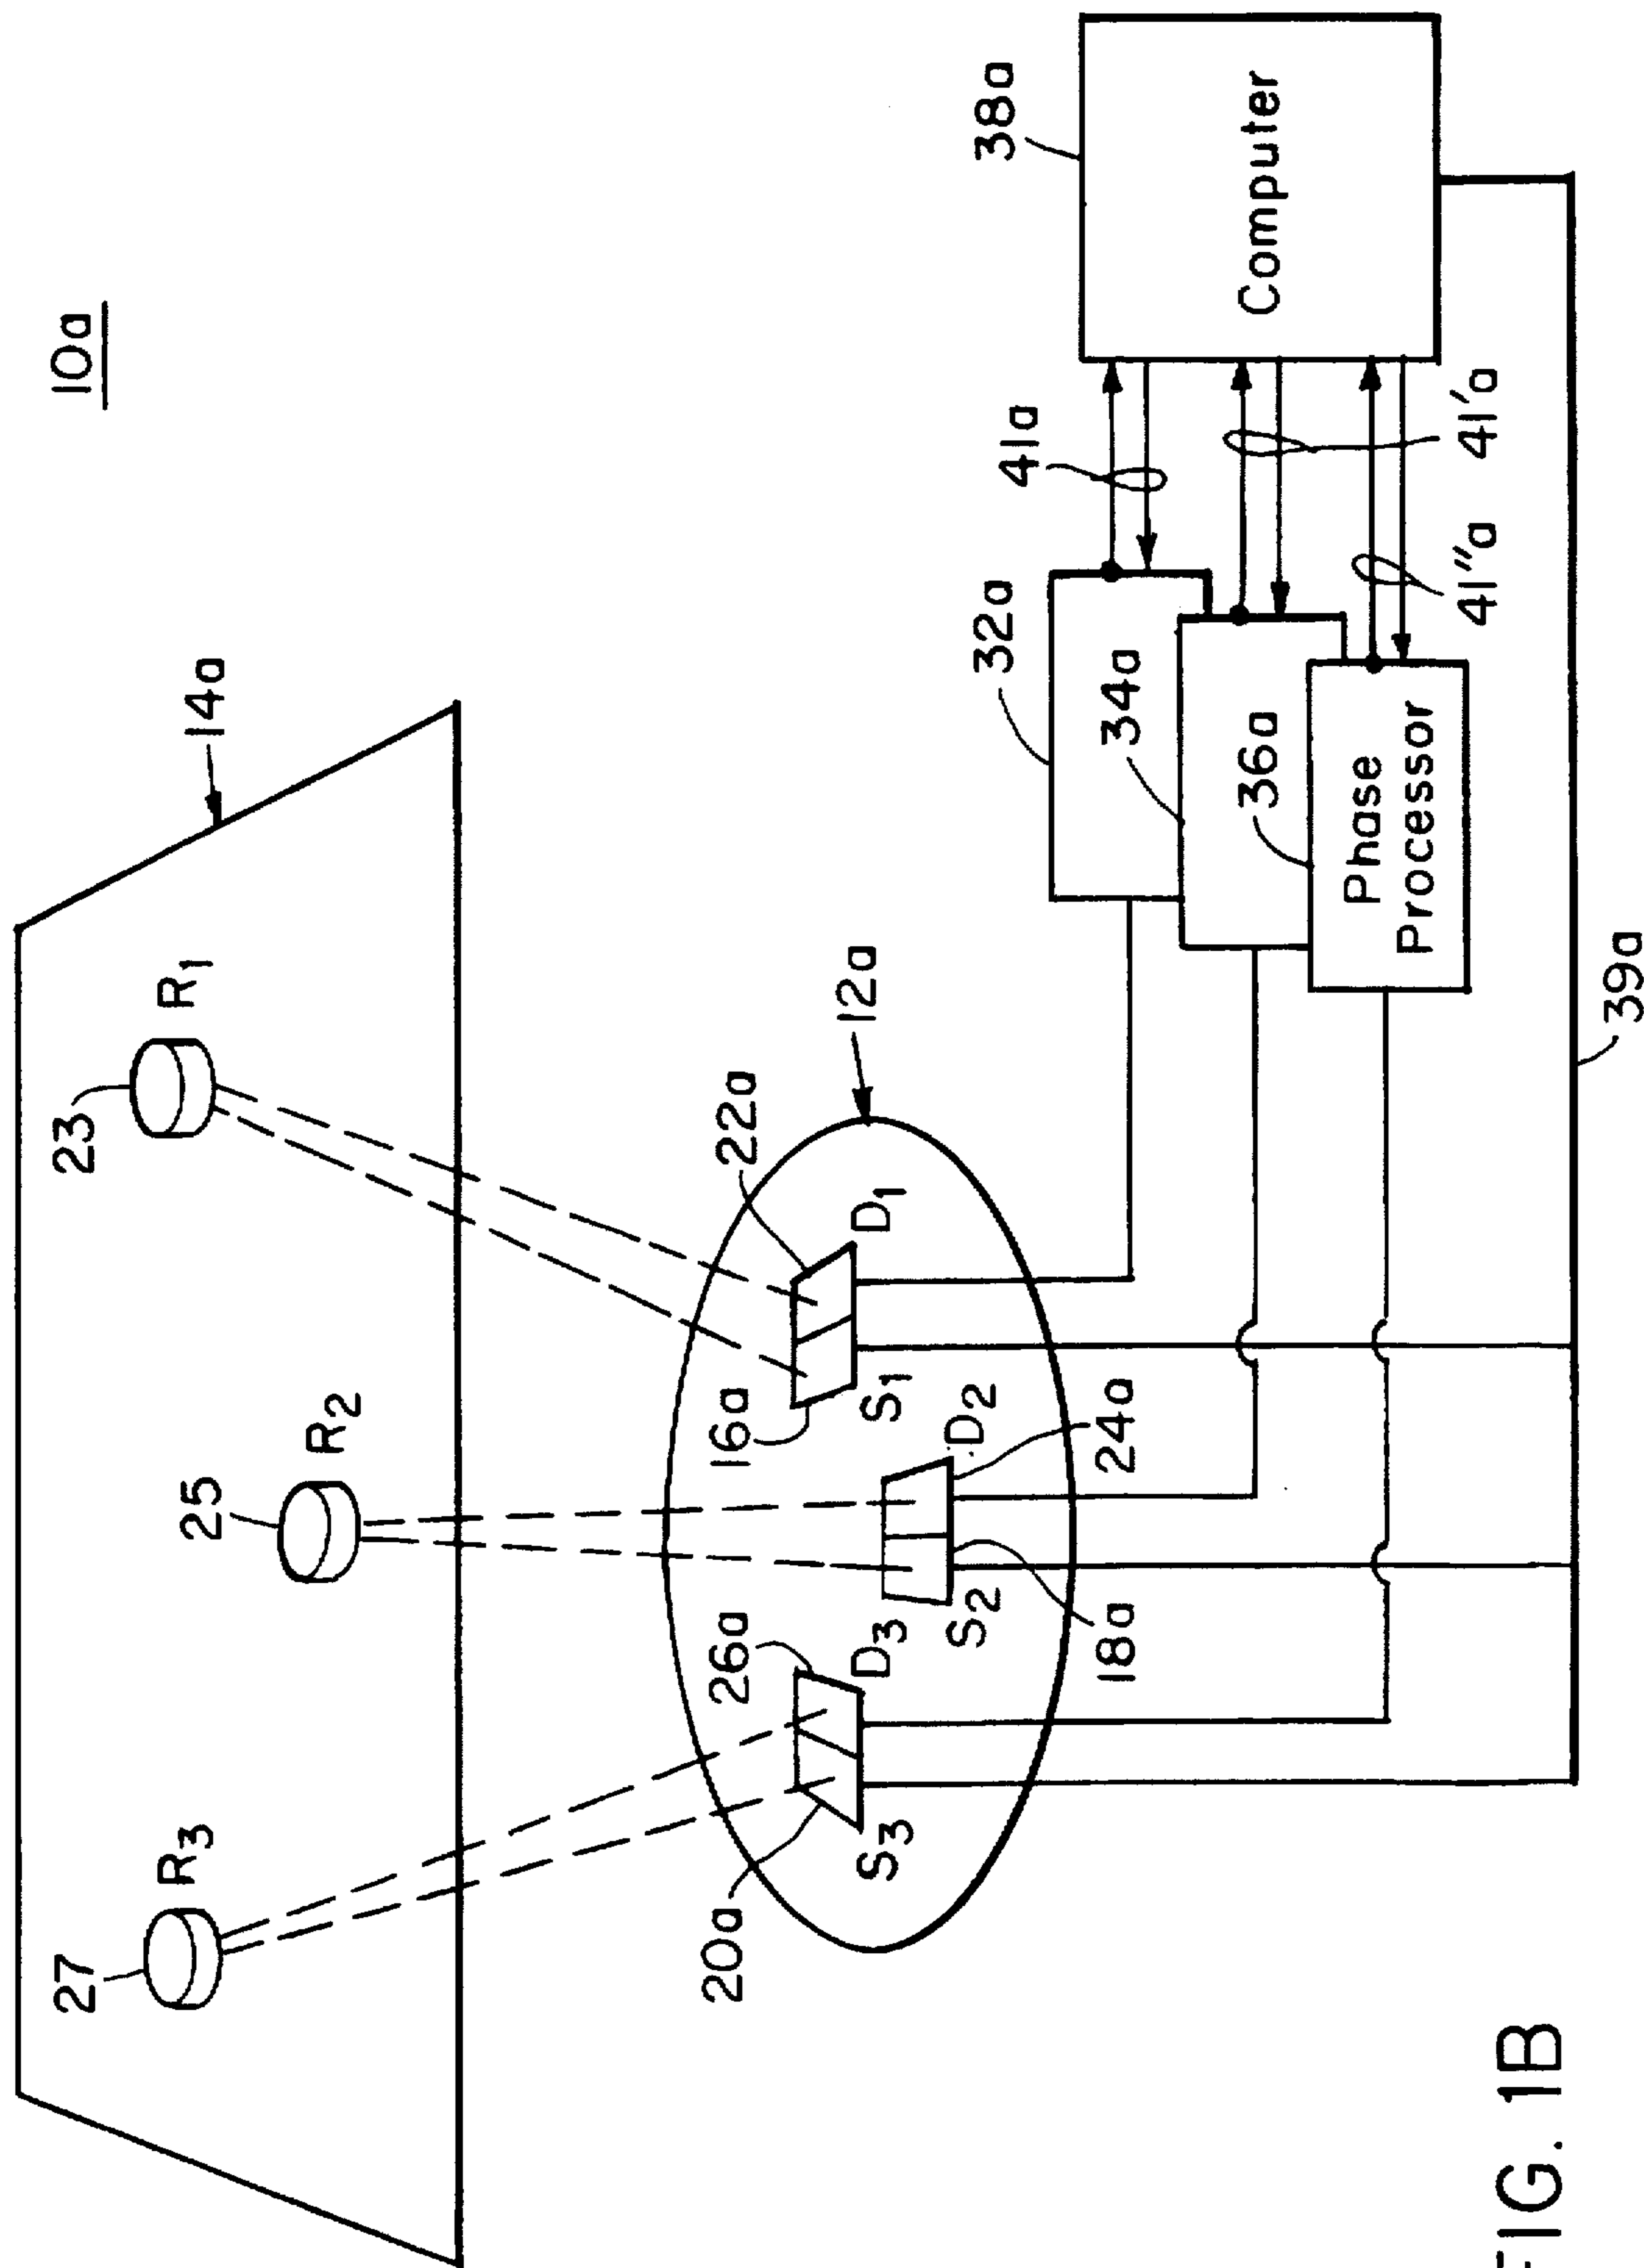 10a
14a
23
R1
25
R2
27
R3
12a
22a
D1
16a
S1
24a
D2
18a
S2
26a
D3
20a
S3
38a
Computer
41a
41'a
41"a
32a
34a
36a
Phase
Processor
39a
FIG. 1B